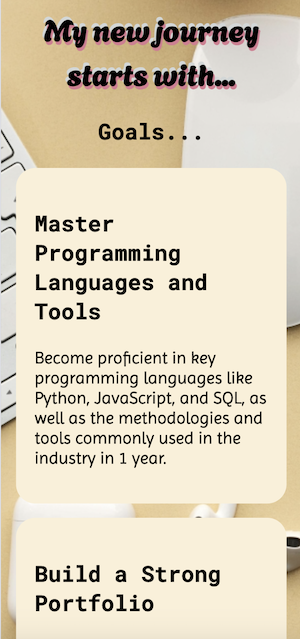 My new journey
starts with...
Goals...
Master
Programming
Languages and
Tools
Become proficient in key
programming languages like
Python, JavaScript, and SQL, as
well as the methodologies and
tools commonly used in the
industry in 1 year.
Build a Strong
Portfolio